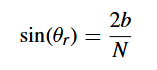 sin(θ_r) = 2b/N